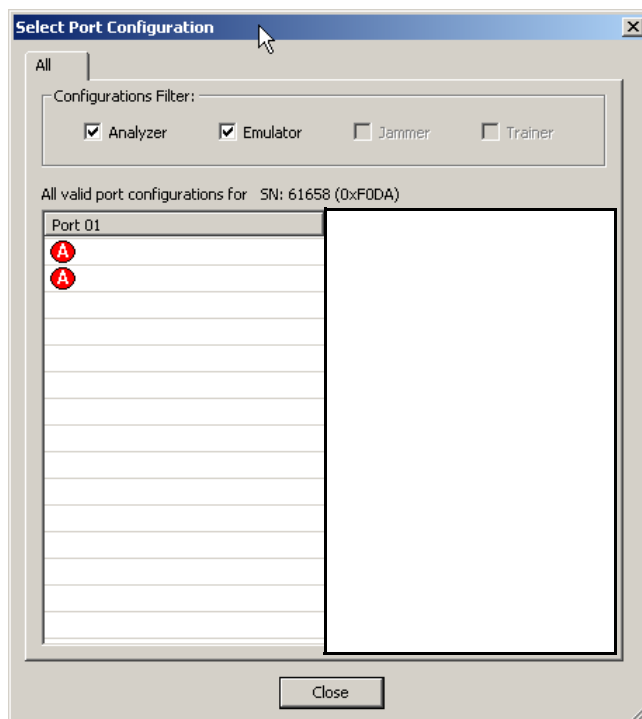 Select Port Configuration
All
Configurations Filter:
Analyzer Emulator Jammer Trainer
All valid port configurations for SN: 61658 (0xF0DA)
Port 01
A
A
Close